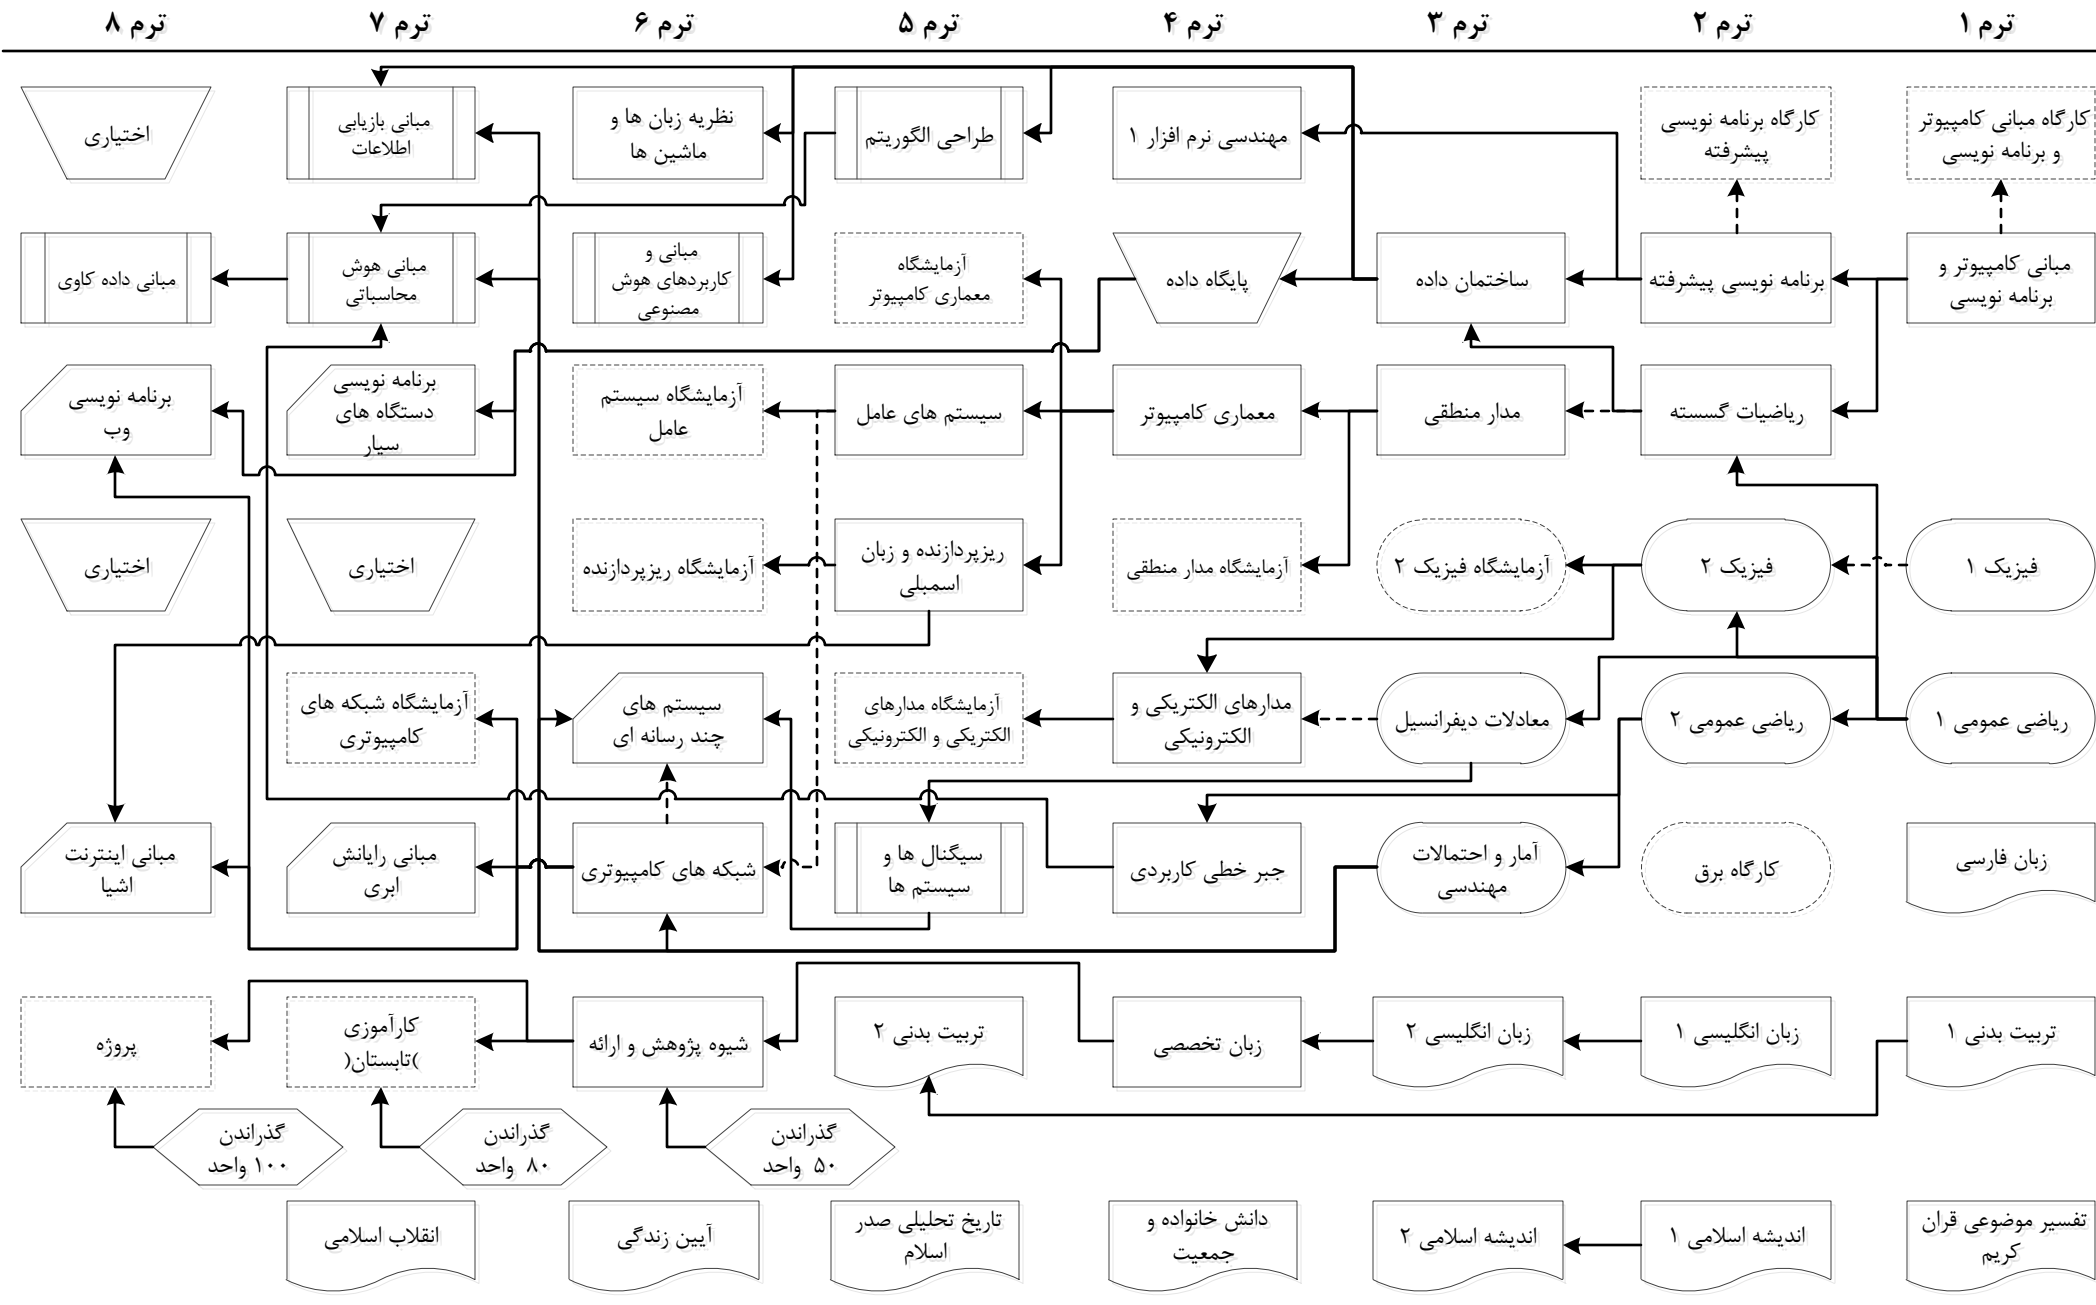 ترم ۱
ترم ۲
ترم ۳
ترم ۴
ترم ۵
ترم ۶
ترم ۷
ترم ۸
کارگاه مبانی کامپیوتر
و برنامه نویسی
کارگاه برنامه نویسی
پیشرفته
مهندسی نرم افزار ۱
طراحی الگوریتم
نظریه زبان ها و
ماشین ها
مبانی بازیابی
اطلاعات
اختیاری
مبانی کامپیوتر و
برنامه نویسی
برنامه نویسی پیشرفته
ساختمان داده
پایگاه داده
آزمایشگاه
معماری کامپیوتر
مبانی و
کاربردهای هوش
مصنوعی
مبانی هوش
محاسباتی
مبانی داده کاوی
ریاضیات گسسته
مدار منطقی
معماری کامپیوتر
سیستم های عامل
آزمایشگاه سیستم
عامل
برنامه نویسی
دستگاه های
سیار
برنامه نویسی
وب
فیزیک ۱
فیزیک ۲
آزمایشگاه فیزیک ۲
آزمایشگاه مدار منطقی
ریزپردازنده و زبان
اسمبلی
آزمایشگاه ریزپردازنده
اختیاری
اختیاری
ریاضی عمومی ۱
ریاضی عمومی ۲
معادلات دیفرانسیل
مدارهای الکتریکی و
الکترونیکی
آزمایشگاه مدارهای
الکتریکی و الکترونیکی
سیستم های
چند رسانه ای
آزمایشگاه شبکه های
کامپیوتری
زبان فارسی
کارگاه برق
آمار و احتمالات
مهندسی
جبر خطی کاربردی
سیگنال ها و
سیستم ها
شبکه های کامپیوتری
مبانی رایانش
ابری
مبانی اینترنت
اشیا
تربیت بدنی ۱
زبان انگلیسی ۱
زبان انگلیسی ۲
زبان تخصصی
تربیت بدنی ۲
شیوه پژوهش و ارائه
کارآموزی
)تابستان(
پروژه
گذراندن
۵۰ واحد
گذراندن
۸۰ واحد
گذراندن
۱۰۰ واحد
تفسیر موضوعی قران
کریم
اندیشه اسلامی ۱
اندیشه اسلامی ۲
دانش خانواده و
جمعیت
تاریخ تحلیلی صدر
اسلام
آیین زندگی
انقلاب اسلامی